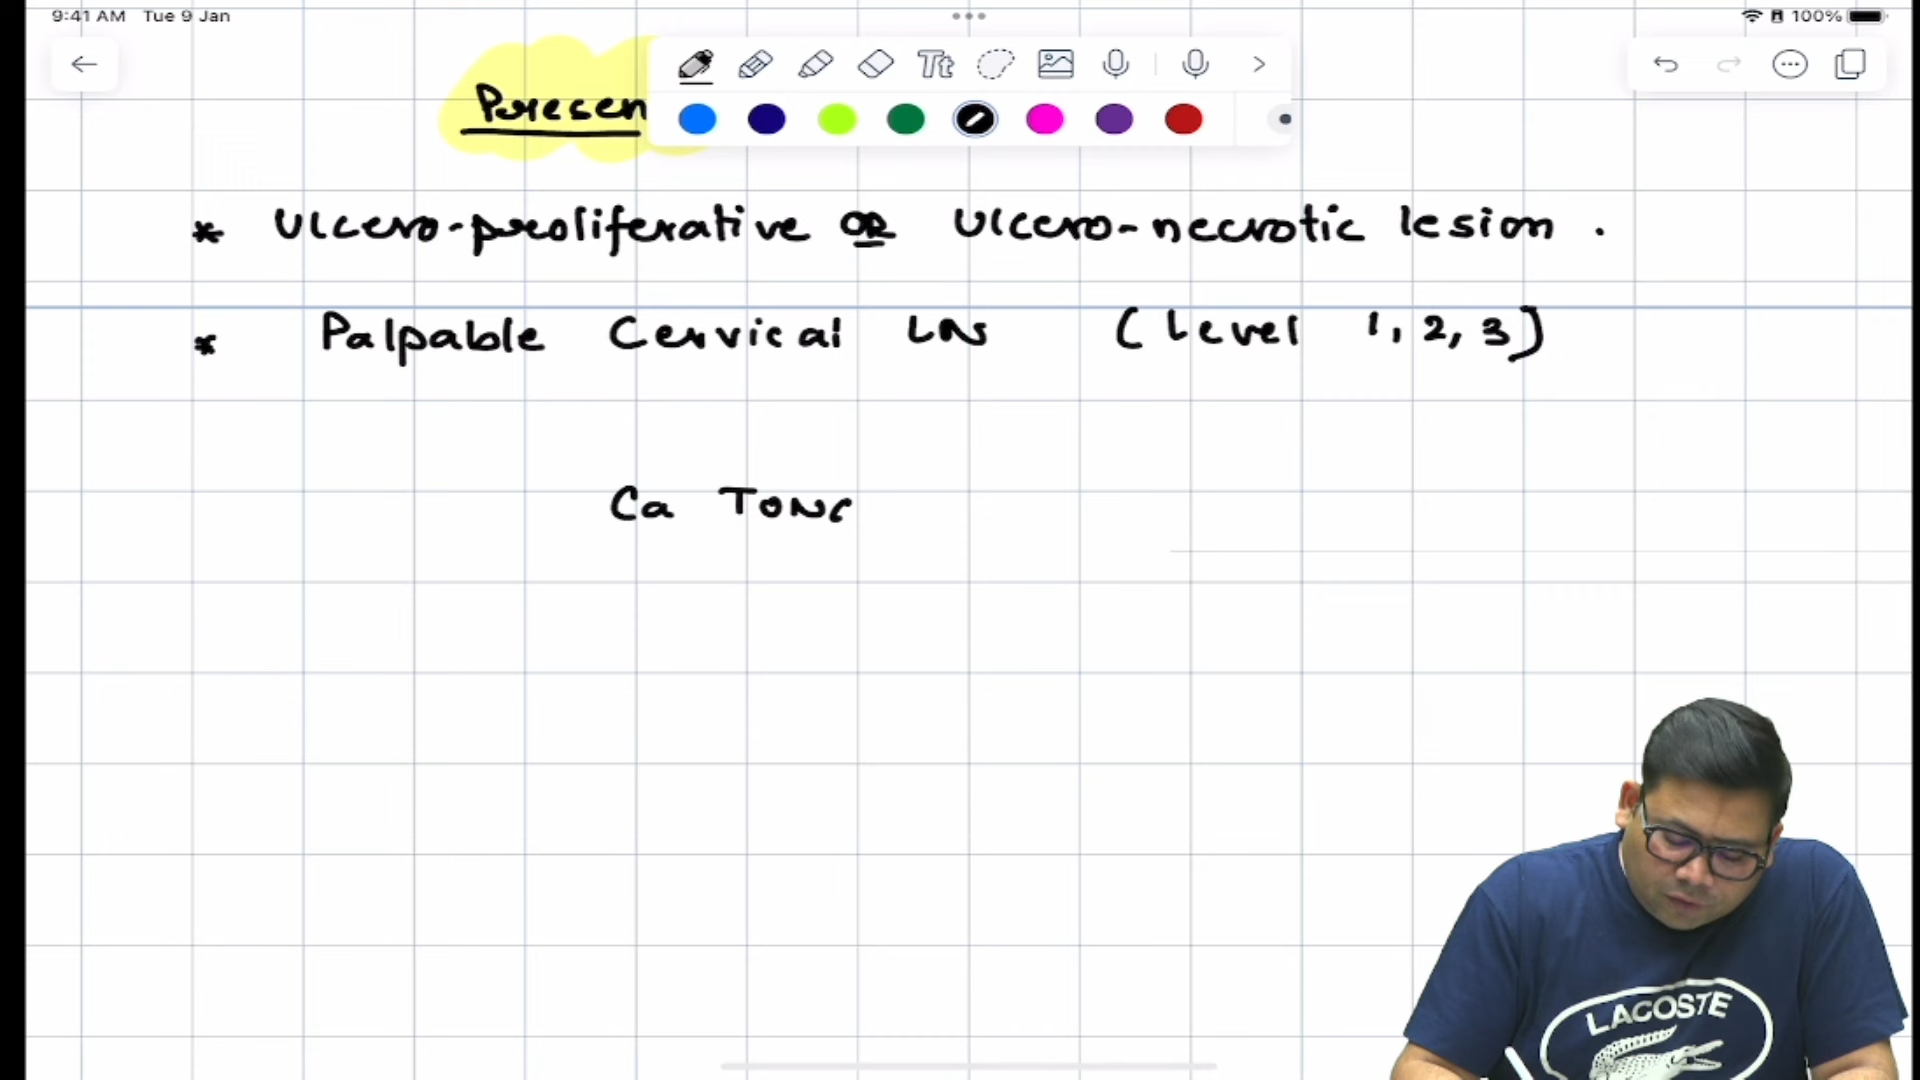 9:41 AM Tue 9 Jan
100%
Tt
Presen
* Ulcero-proliferative OR Ulcero-necrotic lesion .
* Palpable Cervical LNs (Level 1, 2, 3)
Ca TONG
LACOSTE